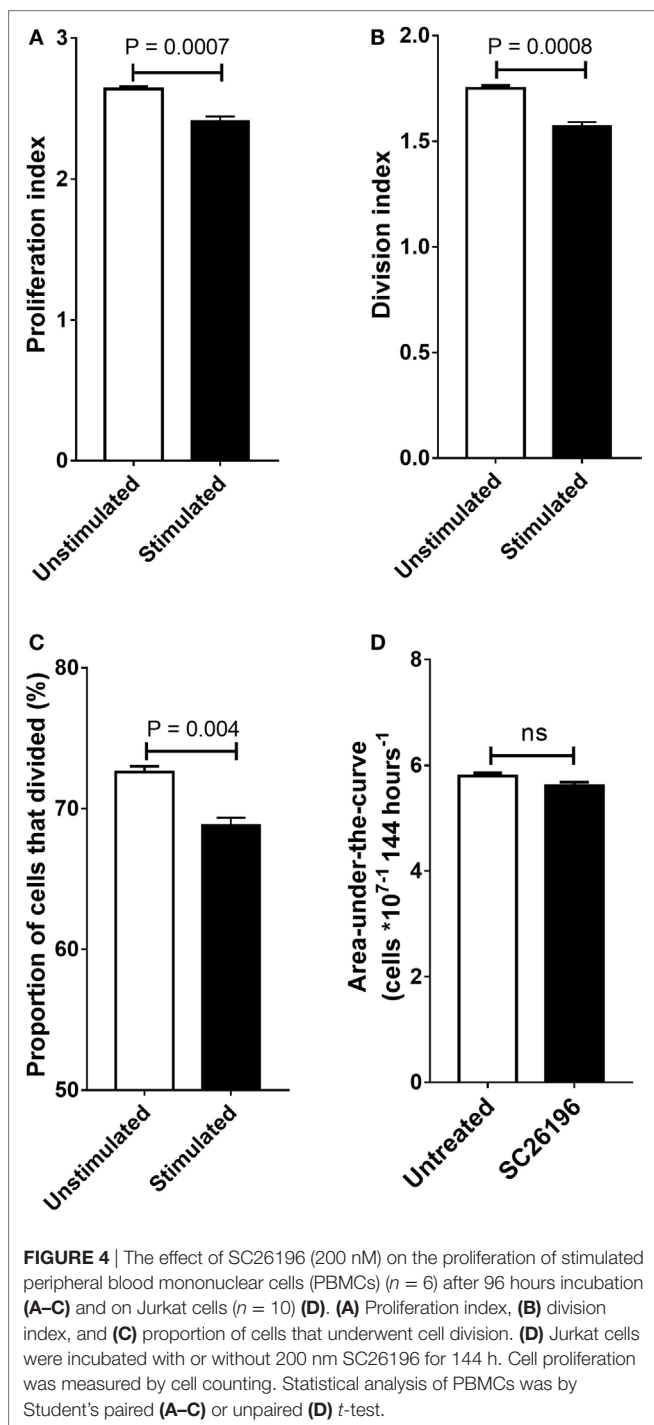 A
P = 0.0007
3
2
1
0
Proliferation index
Unstimulated
Stimulated
B
P = 0.0008
2.0
1.5
1.0
0.5
0.0
Division index
Unstimulated
Stimulated
C
P = 0.004
80
70
60
50
Proportion of cells that divided (%)
Unstimulated
Stimulated
D
ns
8
6
4
2
0
Area-under-the-curve
(cells *10⁷⁻¹ 144 hours⁻¹
Untreated
SC26196
FIGURE 4 | The effect of SC26196 (200 nM) on the proliferation of stimulated
peripheral blood mononuclear cells (PBMCs) (n = 6) after 96 hours incubation
(A–C) and on Jurkat cells (n = 10) (D). (A) Proliferation index, (B) division
index, and (C) proportion of cells that underwent cell division. (D) Jurkat cells
were incubated with or without 200 nm SC26196 for 144 h. Cell proliferation
was measured by cell counting. Statistical analysis of PBMCs was by
Student's paired (A–C) or unpaired (D) t-test.